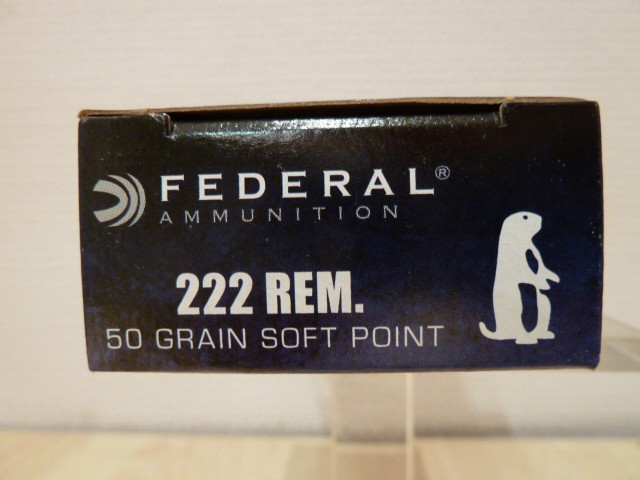 FEDERAL®
AMMUNITION
222 REM.
50 GRAIN SOFT POINT